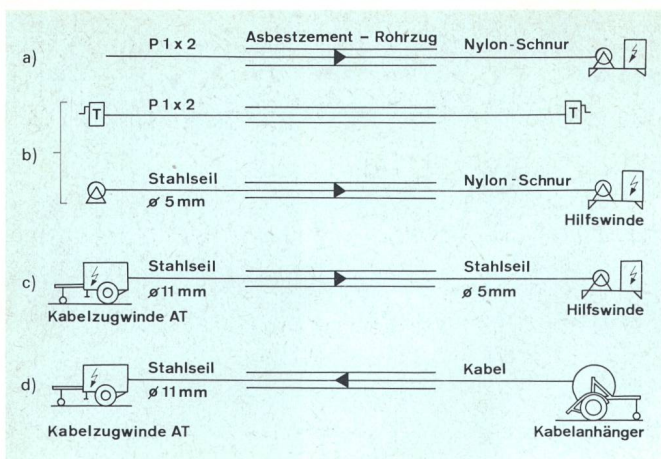 P 1 x 2 Asbestzement – Rohrzug Nylon-Schnur
a)
P 1 x 2
T T
b)
Stahlseil Nylon-Schnur
ø 5 mm
Hilfswinde
Stahlseil Stahlseil
c)
ø 11 mm ø 5 mm
Kabelzugwinde AT Hilfswinde
Stahlseil Kabel
d)
ø 11 mm
Kabelzugwinde AT Kabelanhänger